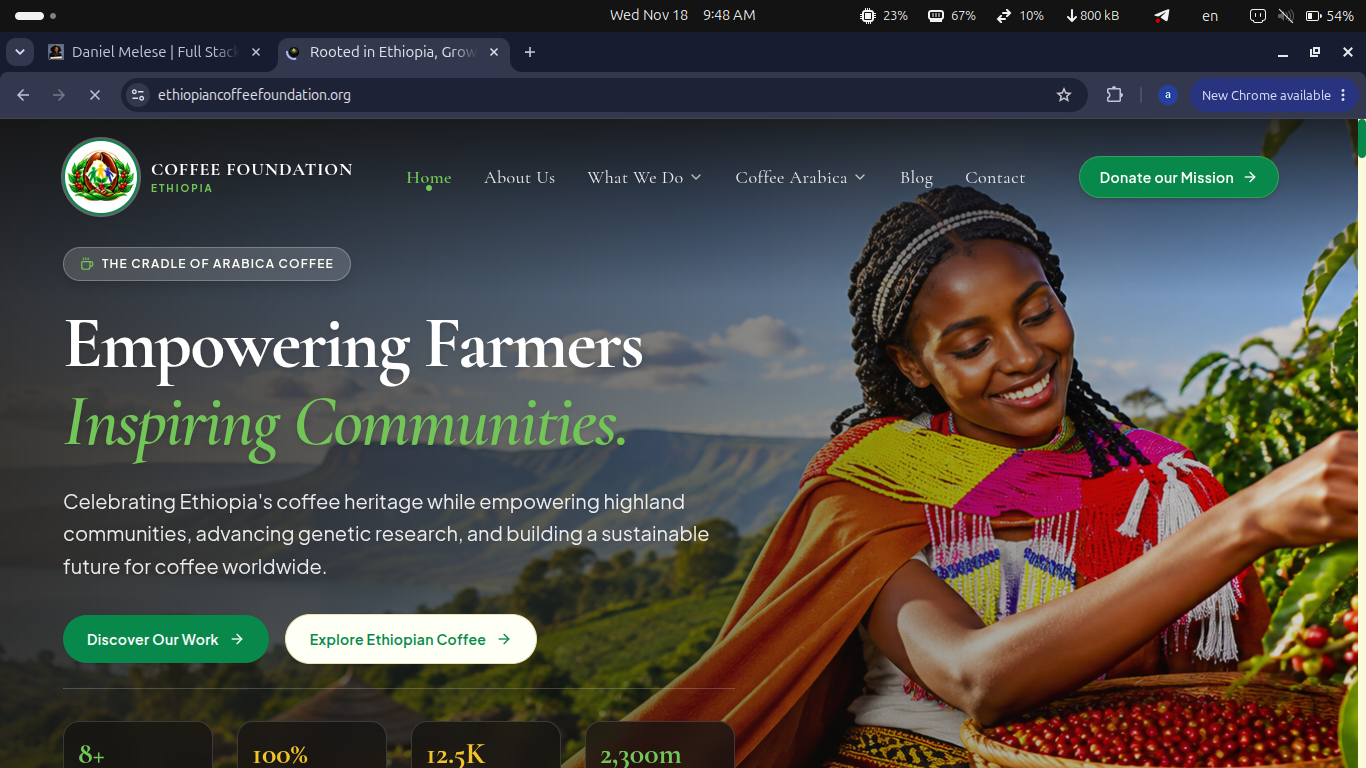 Wed Nov 18 9:48 AM
23% 67% 10% 800 kB en 54%
Daniel Melese | Full Stack
Rooted in Ethiopia, Grow
ethiopiancoffeefoundation.org
a
New Chrome available
COFFEE FOUNDATION
ETHIOPIA
Home About Us What We Do Coffee Arabica Blog Contact
Donate our Mission
THE CRADLE OF ARABICA COFFEE
Empowering Farmers
Inspiring Communities.
Celebrating Ethiopia's coffee heritage while empowering highland
communities, advancing genetic research, and building a sustainable
future for coffee worldwide.
Discover Our Work
Explore Ethiopian Coffee
8+ 100% 12.5K 2,300m